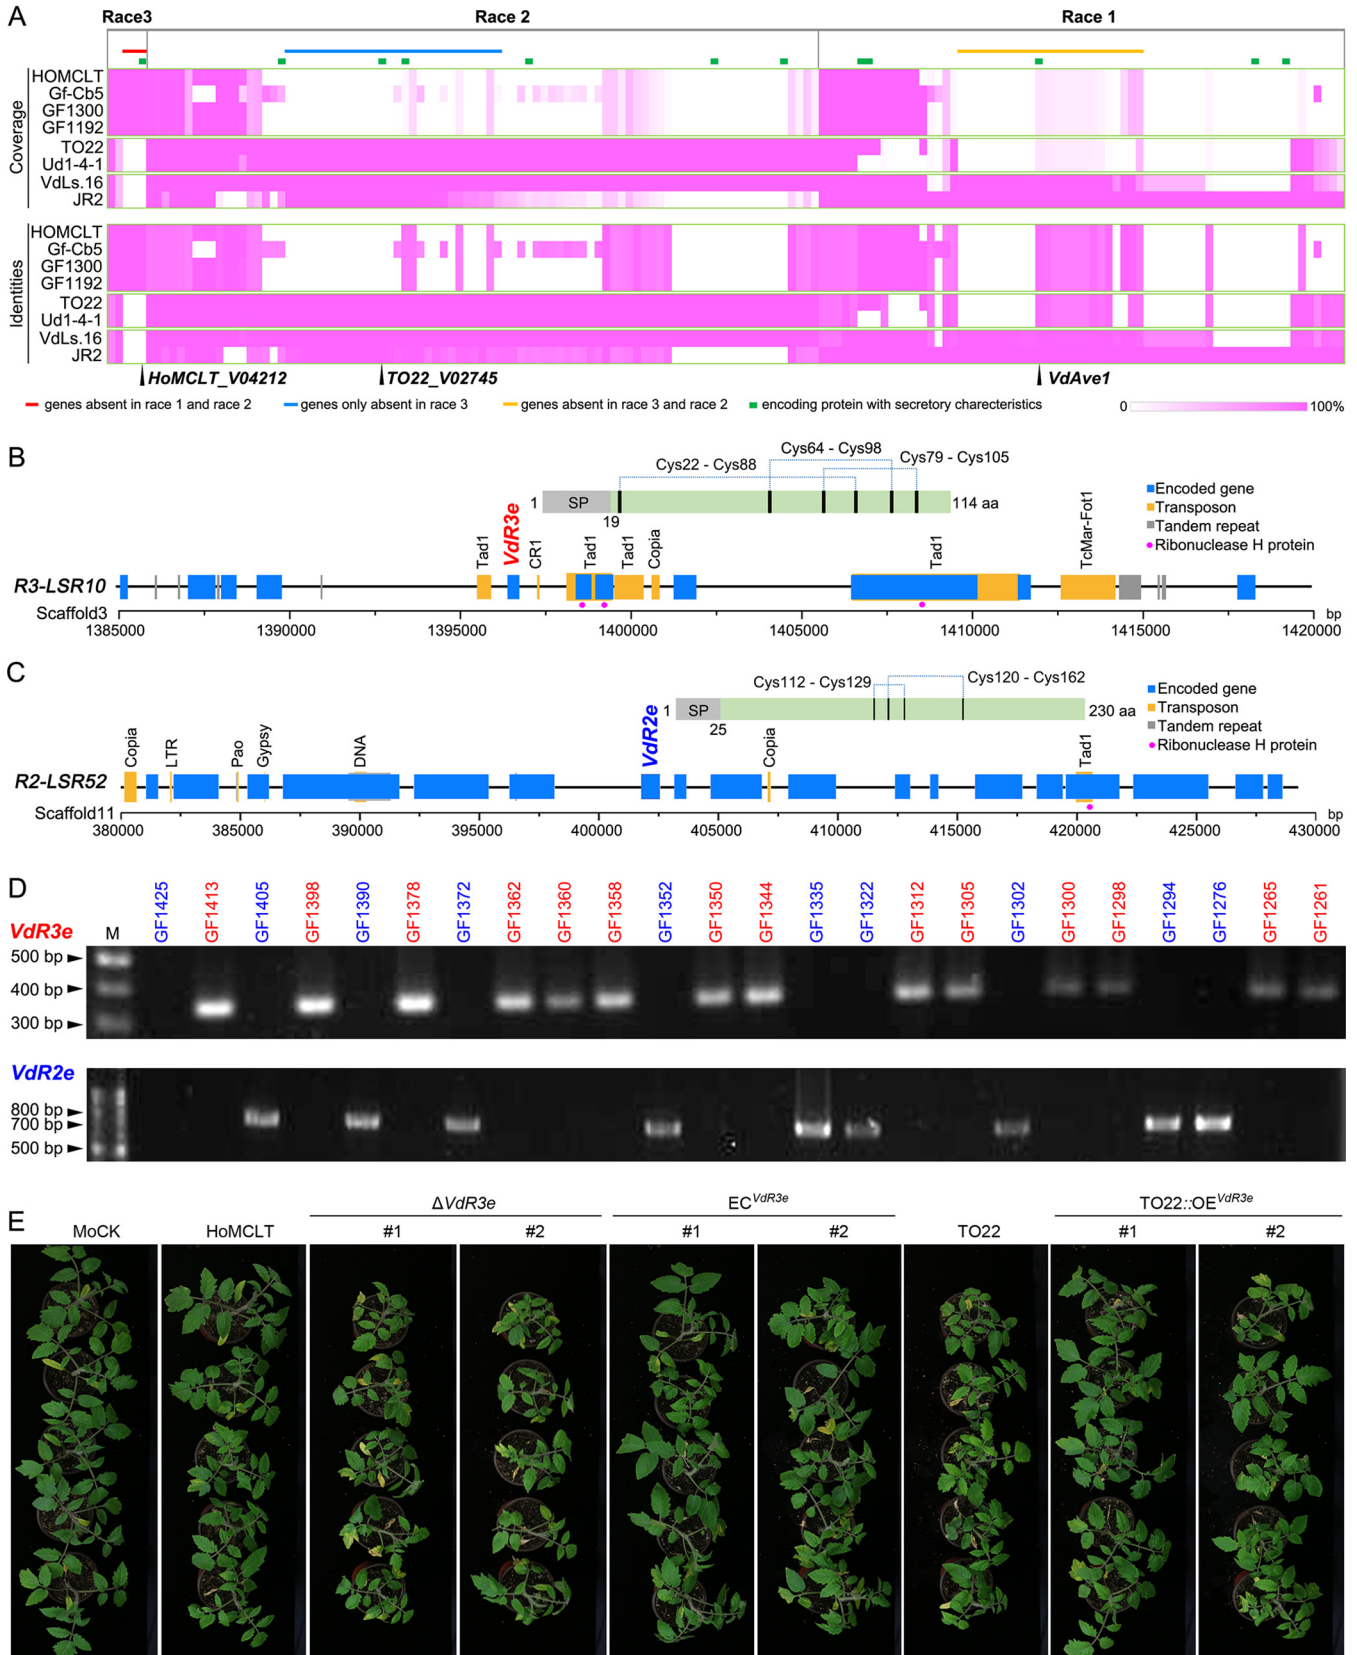 A
Race3
Race 2
Race 1
Coverage
HOMCLT
Gf-Cb5
GF1300
GF1192
TO22
Ud1-4-1
VdLs.16
JR2
Identities
HOMCLT
Gf-Cb5
GF1300
GF1192
TO22
Ud1-4-1
VdLs.16
JR2
HoMCLT_V04212
TO22_V02745
VdAve1
genes absent in race 1 and race 2
genes only absent in race 3
genes absent in race 3 and race 2
encoding protein with secretory charecteristics
0
100%
B
Cys22 - Cys88
Cys64 - Cys98
Cys79 - Cys105
1
SP
19
114 aa
Encoded gene
Transposon
Tandem repeat
Ribonuclease H protein
Tad1
VdR3e
CR1
Tad1
Tad1
Copia
Tad1
TcMar-Fot1
R3-LSR10
Scaffold3
bp
1385000
1390000
1395000
1400000
1405000
1410000
1415000
1420000
C
Cys112 - Cys129
Cys120 - Cys162
1
SP
25
230 aa
Encoded gene
Transposon
Tandem repeat
Ribonuclease H protein
Copia
LTR
Pao
Gypsy
DNA
VdR2e
Copia
Tad1
R2-LSR52
Scaffold11
bp
380000
385000
390000
395000
400000
405000
410000
415000
420000
425000
430000
D
GF1425
GF1413
GF1405
GF1398
GF1390
GF1378
GF1372
GF1362
GF1360
GF1358
GF1352
GF1350
GF1344
GF1335
GF1322
GF1312
GF1305
GF1302
GF1300
GF1298
GF1294
GF1276
GF1265
GF1261
VdR3e
M
500 bp
400 bp
300 bp
VdR2e
800 bp
700 bp
500 bp
E
ΔVdR3e
EC^VdR3e
TO22::OE^VdR3e
MoCK
HoMCLT
#1
#2
#1
#2
TO22
#1
#2